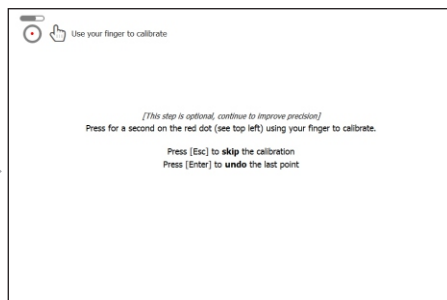 Use your finger to calibrate
[This step is optional, continue to improve precision]
Press for a second on the red dot (see top left) using your finger to calibrate.
Press [Esc] to skip the calibration
Press [Enter] to undo the last point